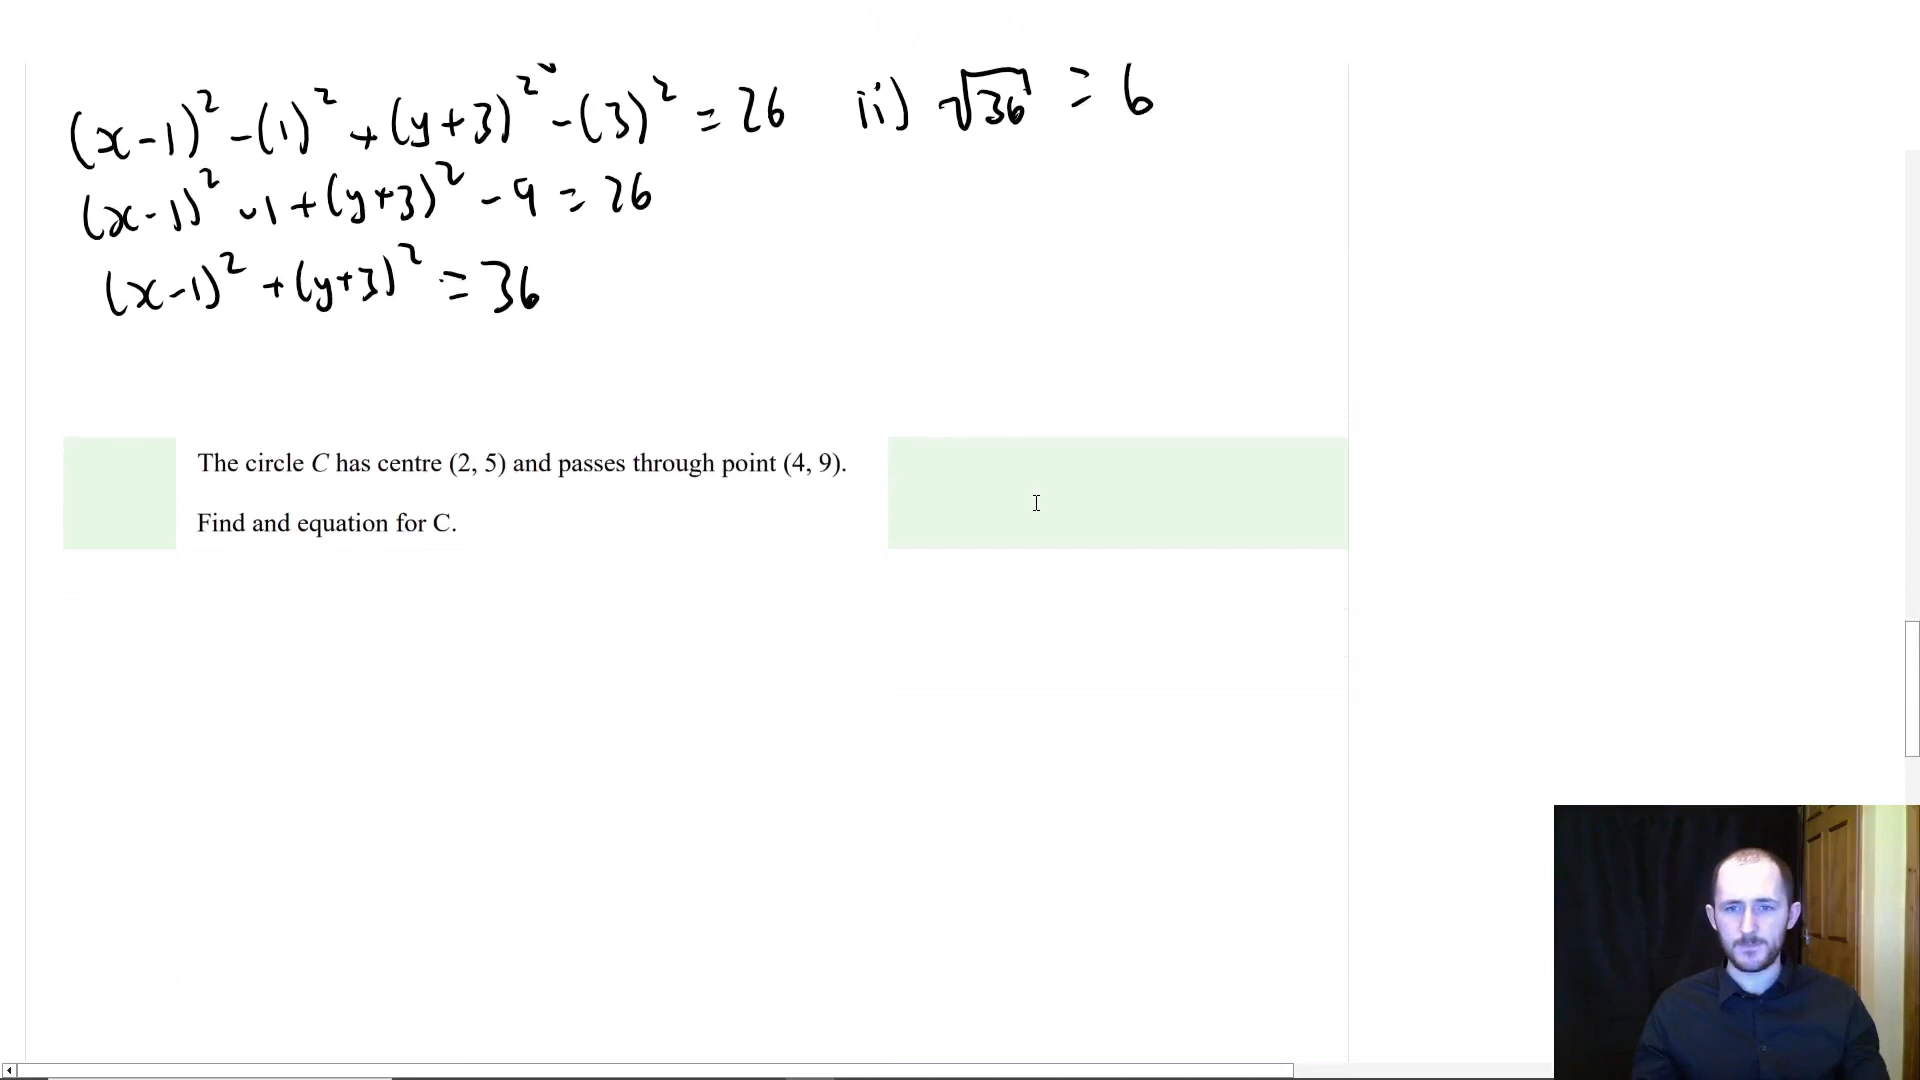 (x-1)² -(1)² +(y+3)² -(3)² = 26 ii) √36 = 6
(x-1)² -1 +(y+3)² - 9 = 26
(x-1)² +(y+3)² = 36
The circle C has centre (2, 5) and passes through point (4, 9).
Find and equation for C.